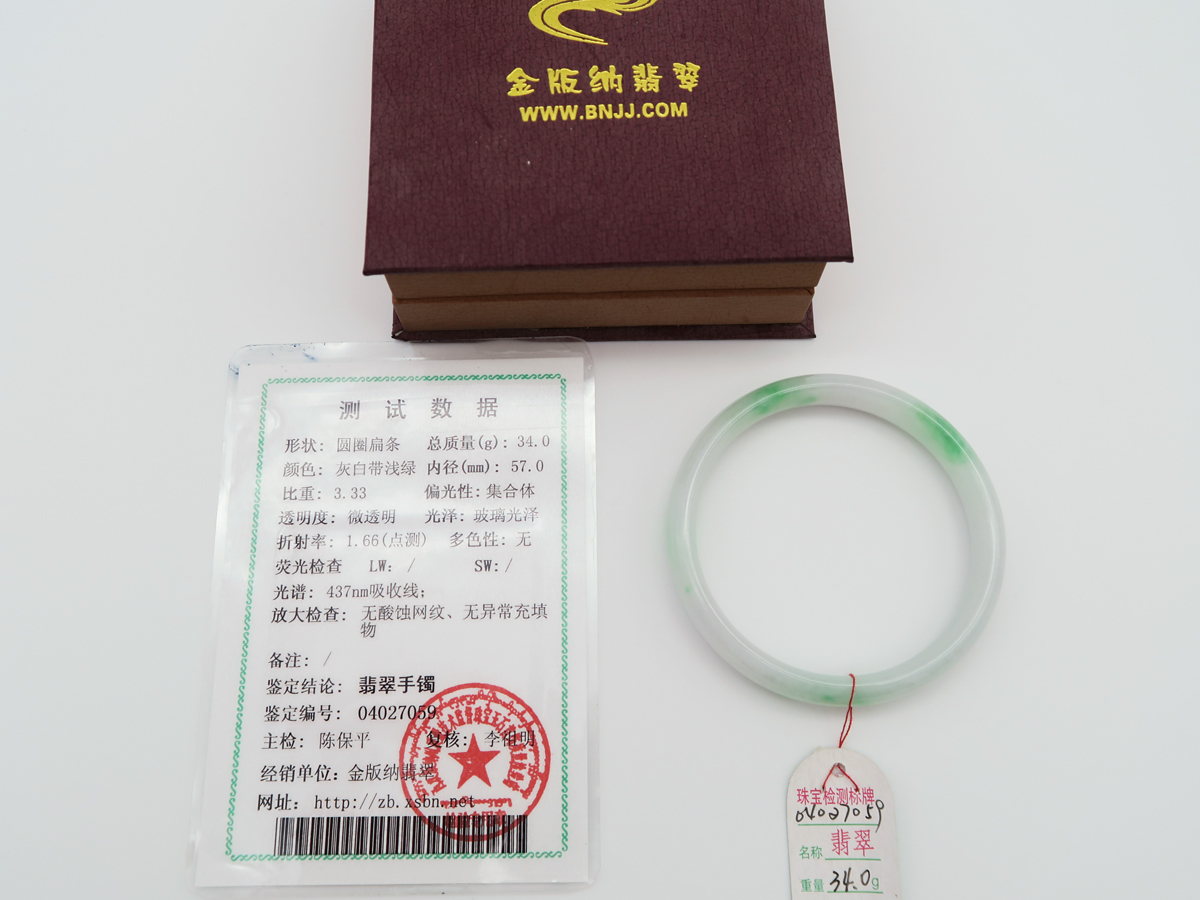 金版纳翡翠
WWW.BNJJ.COM
测试数据
形状: 圆圈扁条 总质量(g): 34.0
颜色: 灰白带浅绿 内径(mm): 57.0
比重: 3.33 偏光性: 集合体
透明度: 微透明 光泽: 玻璃光泽
折射率: 1.66(点测) 多色性: 无
荧光检查 LW: / SW: /
光谱: 437nm吸收线;
放大检查: 无酸蚀网纹、无异常充填
物
备注: /
鉴定结论: 翡翠手镯
鉴定编号: 04027059
主检: 陈保平 复核: 李祖明
经销单位: 金版纳翡翠
网址: http://zb.xsbn.net
珠宝检测标牌
04027059
名称 翡翠
重量 34.0g